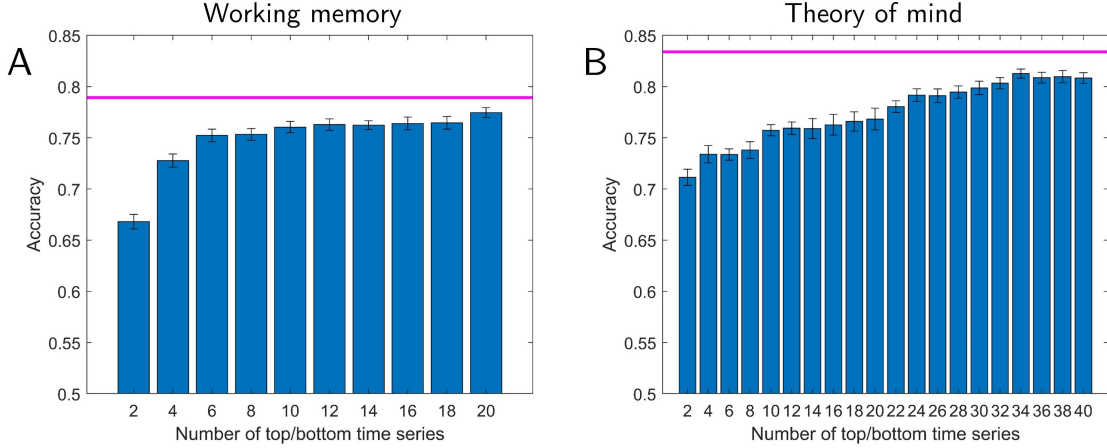 Working memory
A
0.85
0.8
0.75
0.7
0.65
0.6
0.55
0.5
Accuracy
2 4 6 8 10 12 14 16 18 20
Number of top/bottom time series
Theory of mind
B
0.85
0.8
0.75
0.7
0.65
0.6
0.55
0.5
Accuracy
2 4 6 8 10 12 14 16 18 20 22 24 26 28 30 32 34 36 38 40
Number of top/bottom time series